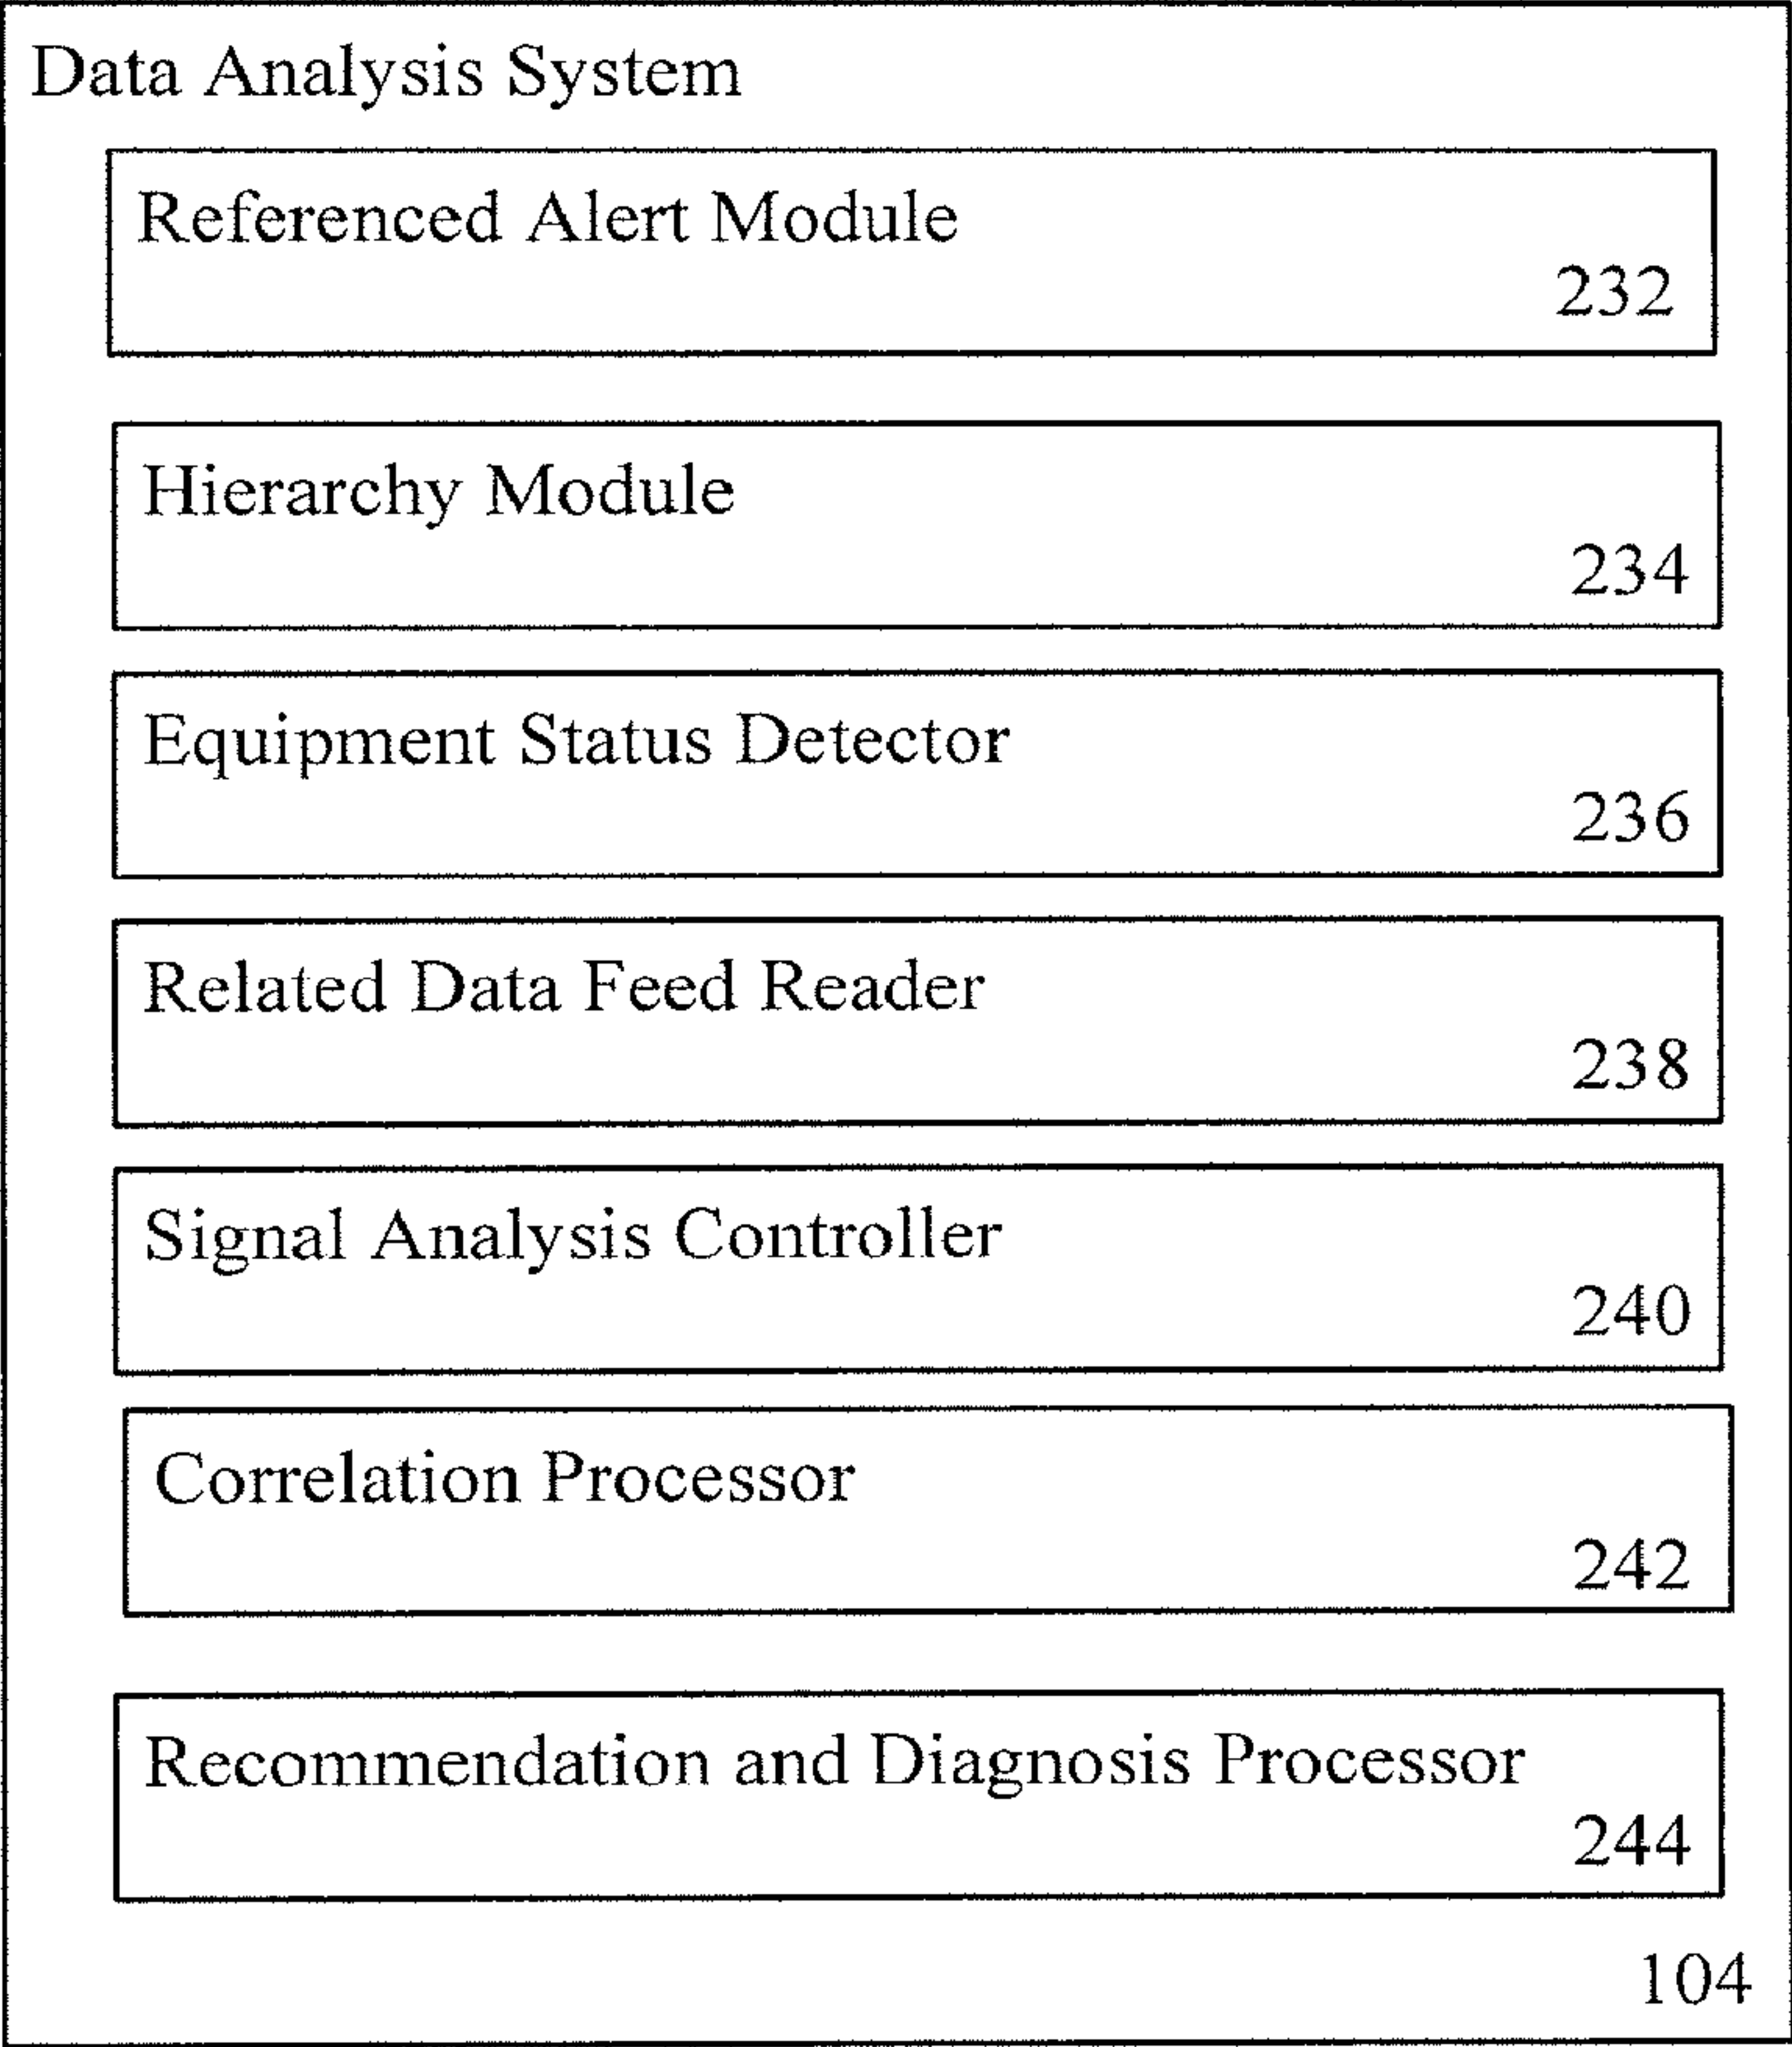 Data Analysis System
Referenced Alert Module
232
Hierarchy Module
234
Equipment Status Detector
236
Related Data Feed Reader
238
Signal Analysis Controller
240
Correlation Processor
242
Recommendation and Diagnosis Processor
244
104